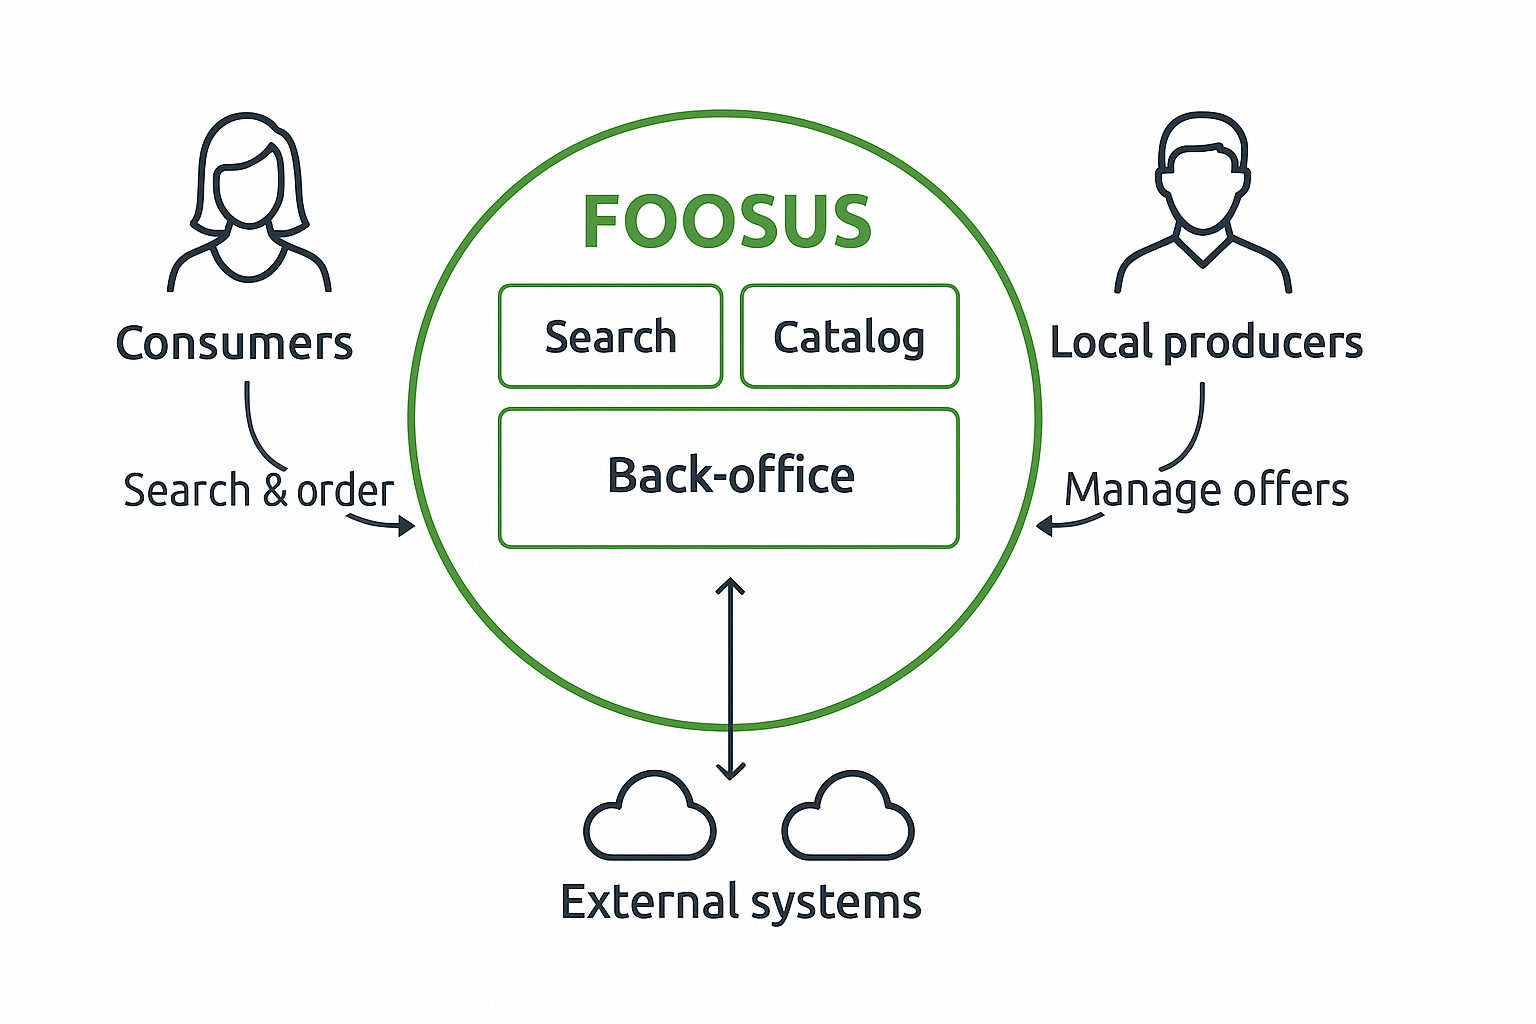 FOOSUS
Search
Catalog
Back-office
Consumers
Search & order
Local producers
Manage offers
External systems